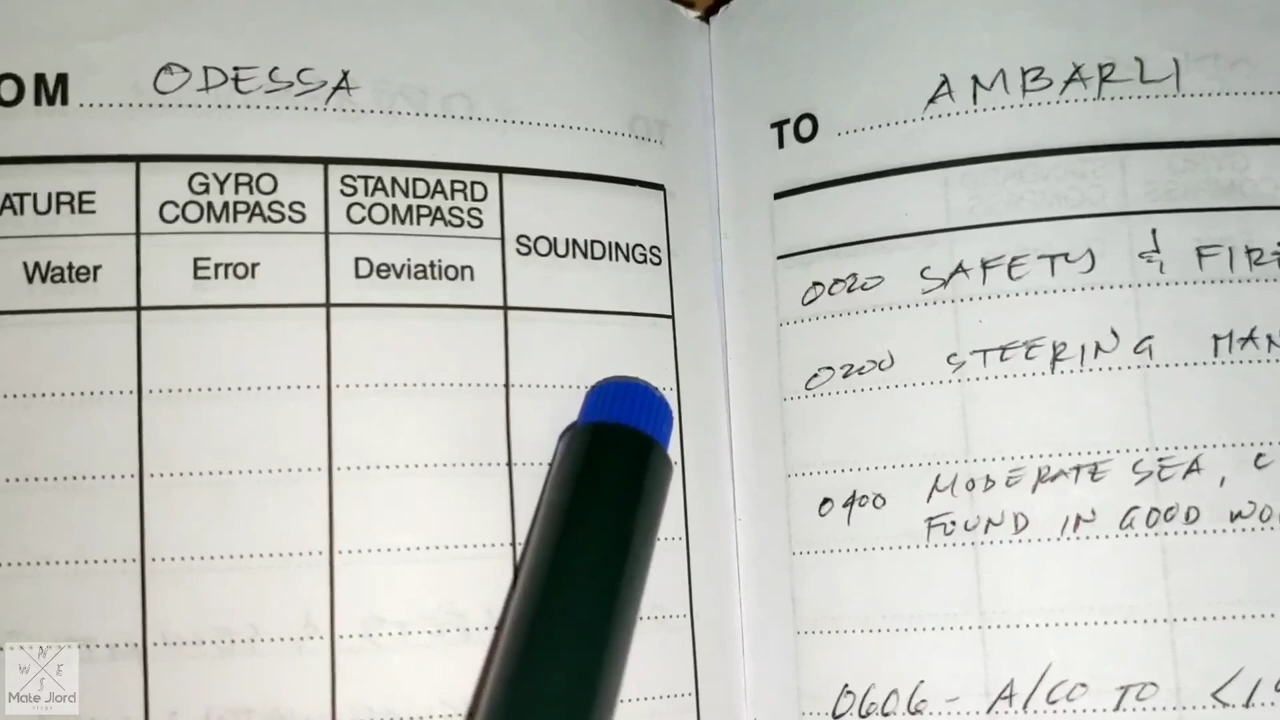 OM ODESSA
ATURE
GYRO
COMPASS
STANDARD
COMPASS
SOUNDINGS
Water
Error
Deviation
TO AMBARLI
0020 SAFETY & FIR
0200 STEERING MAN
0400 MODERATE SEA, C
FOUND IN GOOD WO
0606 - A/CO TO <1
N
W E
S
Mate Jlord